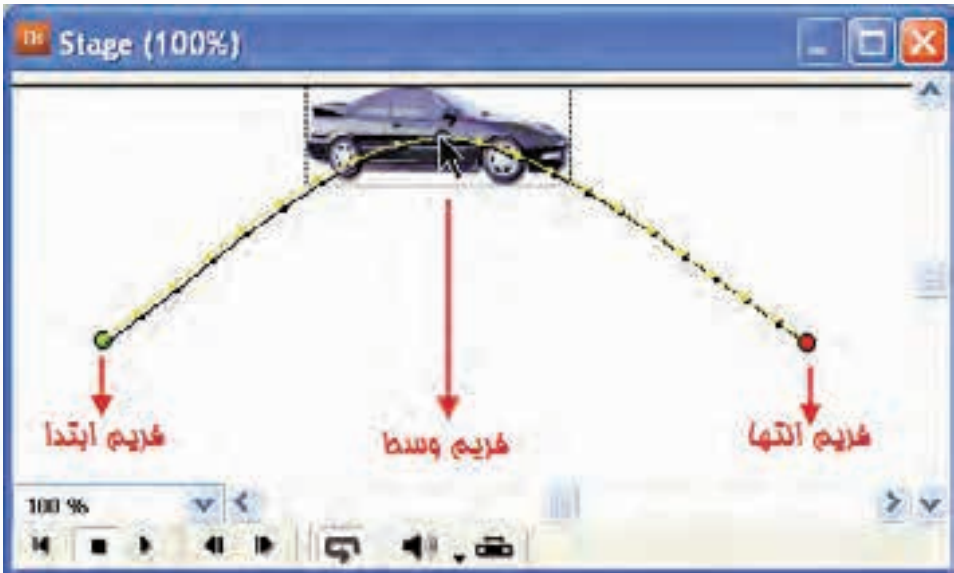 Stage (100%)
فریم ابتدا
فریم وسط
فریم انتها
100 %